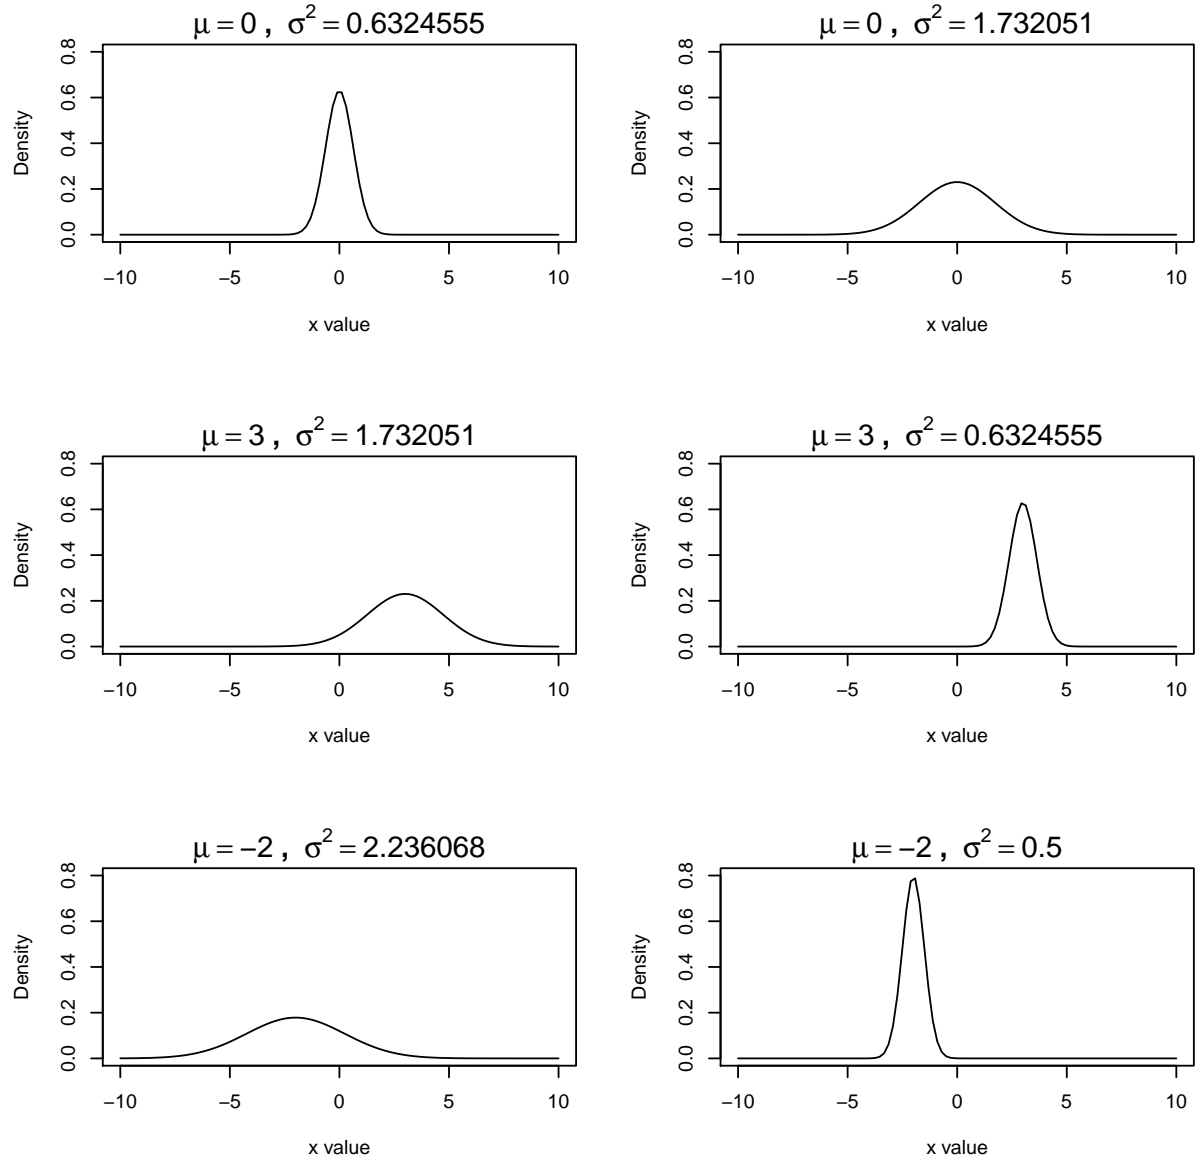 μ = 0 , σ² = 0.6324555
0.8
0.6
0.4
0.2
0.0
Density
−10 −5 0 5 10
x value
μ = 0 , σ² = 1.732051
0.8
0.6
0.4
0.2
0.0
Density
−10 −5 0 5 10
x value
μ = 3 , σ² = 1.732051
0.8
0.6
0.4
0.2
0.0
Density
−10 −5 0 5 10
x value
μ = 3 , σ² = 0.6324555
0.8
0.6
0.4
0.2
0.0
Density
−10 −5 0 5 10
x value
μ = −2 , σ² = 2.236068
0.8
0.6
0.4
0.2
0.0
Density
−10 −5 0 5 10
x value
μ = −2 , σ² = 0.5
0.8
0.6
0.4
0.2
0.0
Density
−10 −5 0 5 10
x value